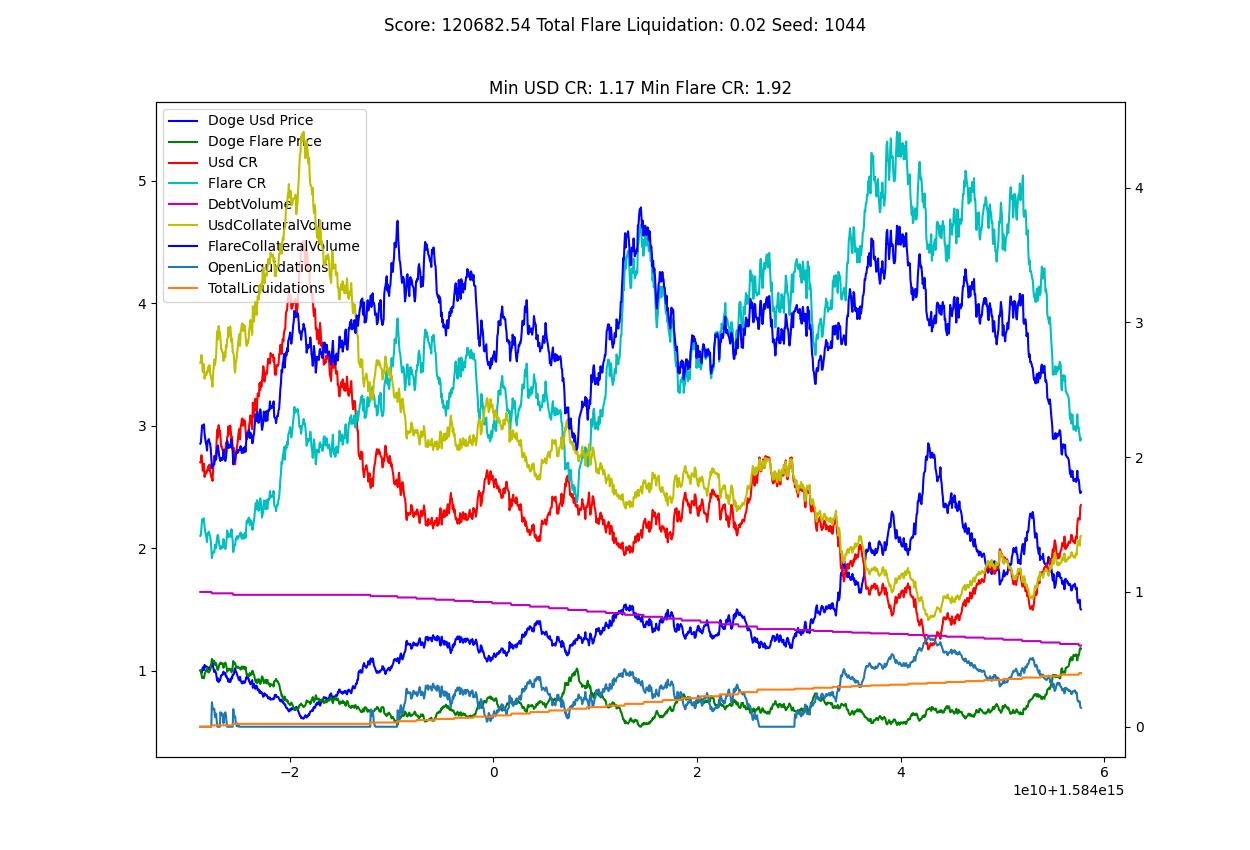 Score: 120682.54 Total Flare Liquidation: 0.02 Seed: 1044
Min USD CR: 1.17 Min Flare CR: 1.92
Doge Usd Price
Doge Flare Price
Usd CR
Flare CR
DebtVolume
UsdCollateralVolume
FlareCollateralVolume
OpenLiquidations
TotalLiquidations
5
4
3
2
1
4
3
2
1
0
−2
0
2
4
6
1e10+1.584e15